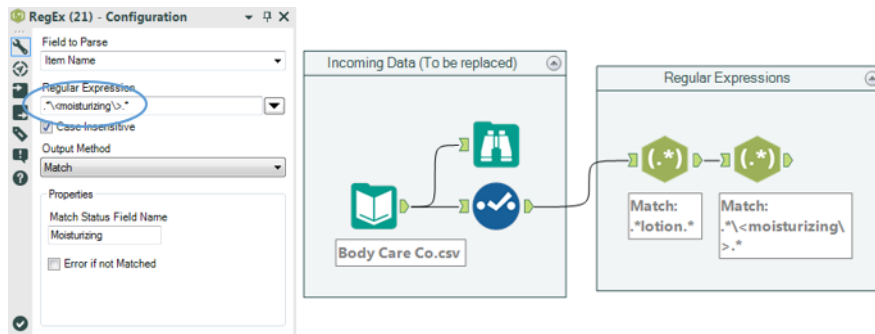 RegEx (21) - Configuration
Field to Parse
Item Name
Regular Expression
.*\<moisturizing\>.*
Case Insensitive
Output Method
Match
Properties
Match Status Field Name
Moisturizing
Error if not Matched
Incoming Data (To be replaced)
Body Care Co.csv
Regular Expressions
(.*)
(.*)
Match:
.*lotion.*
Match:
.*\<moisturizing\
>.*